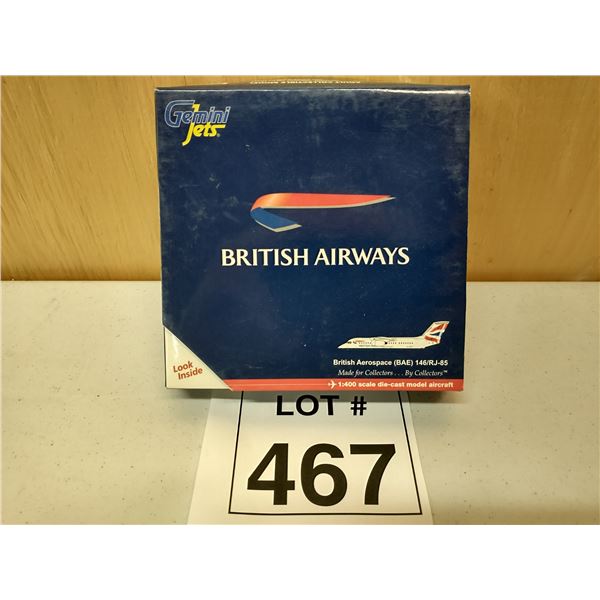 Gemini
Jets
BRITISH AIRWAYS
British Aerospace (BAE) 146/RJ-85
Made for Collectors . . . By Collectors™
1:400 scale die-cast model aircraft
Look
Inside
LOT #
467